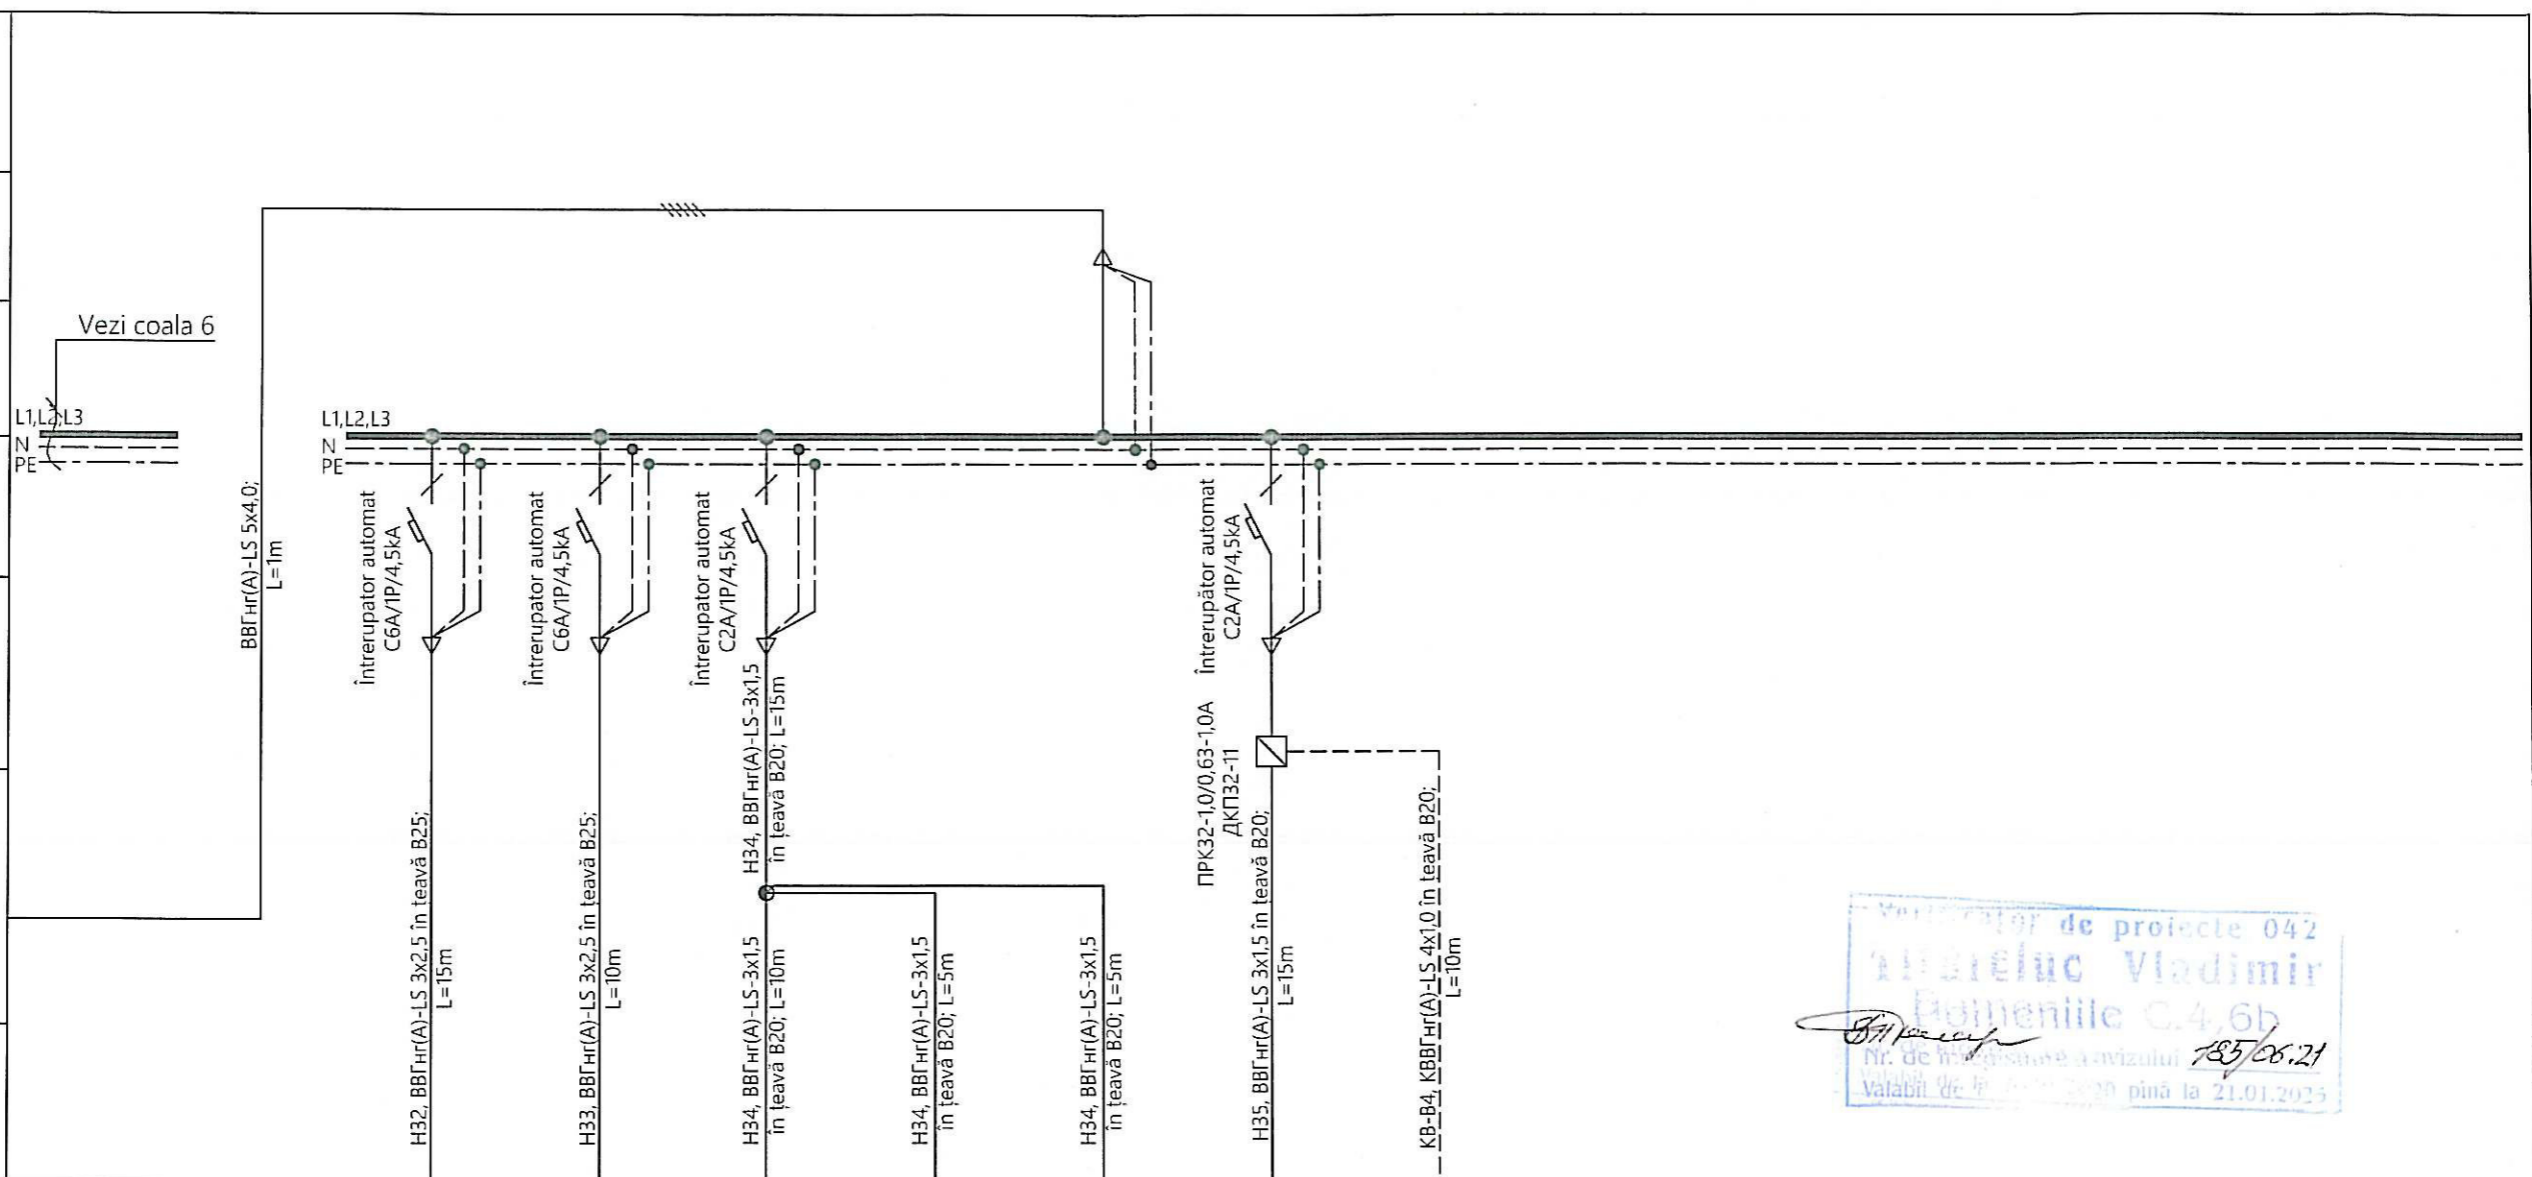 Vezi coala 6
L1,L2,L3
N
PE
L1,L2,L3
N
PE
ВВГнг(А)-LS 5x4,0;
L=1m
Întrerupator automat
C6A/1P/4,5kA
Întrerupator automat
C6A/1P/4,5kA
Întrerupator automat
C2A/1P/4,5kA
Întrerupător automat
C2A/1P/4,5kA
H34, ВВГнг(А)-LS-3x1,5
în țeavă B20; L=15m
ПРК32-1,0/0,63-1,0А
ДКП32-11
H32, ВВГнг(А)-LS 3x2,5 în țeavă B25;
L=15m
H33, ВВГнг(А)-LS 3x2,5 în țeavă B25;
L=10m
H34, ВВГнг(А)-LS-3x1,5
în țeavă B20; L=10m
H34, ВВГнг(А)-LS-3x1,5
în țeavă B20; L=5m
H34, ВВГнг(А)-LS-3x1,5
în țeavă B20; L=5m
H35, ВВГнг(А)-LS 3x1,5 în țeavă B20;
L=15m
KB-B4, КВВГнг(А)-LS 4x1,0 în țeavă B20;
L=10m
de proiecte 042
Vladimir
Domeniile C.4,6b
Nr. de avizului 185/06.21
Valabil de pină la 21.01.2025